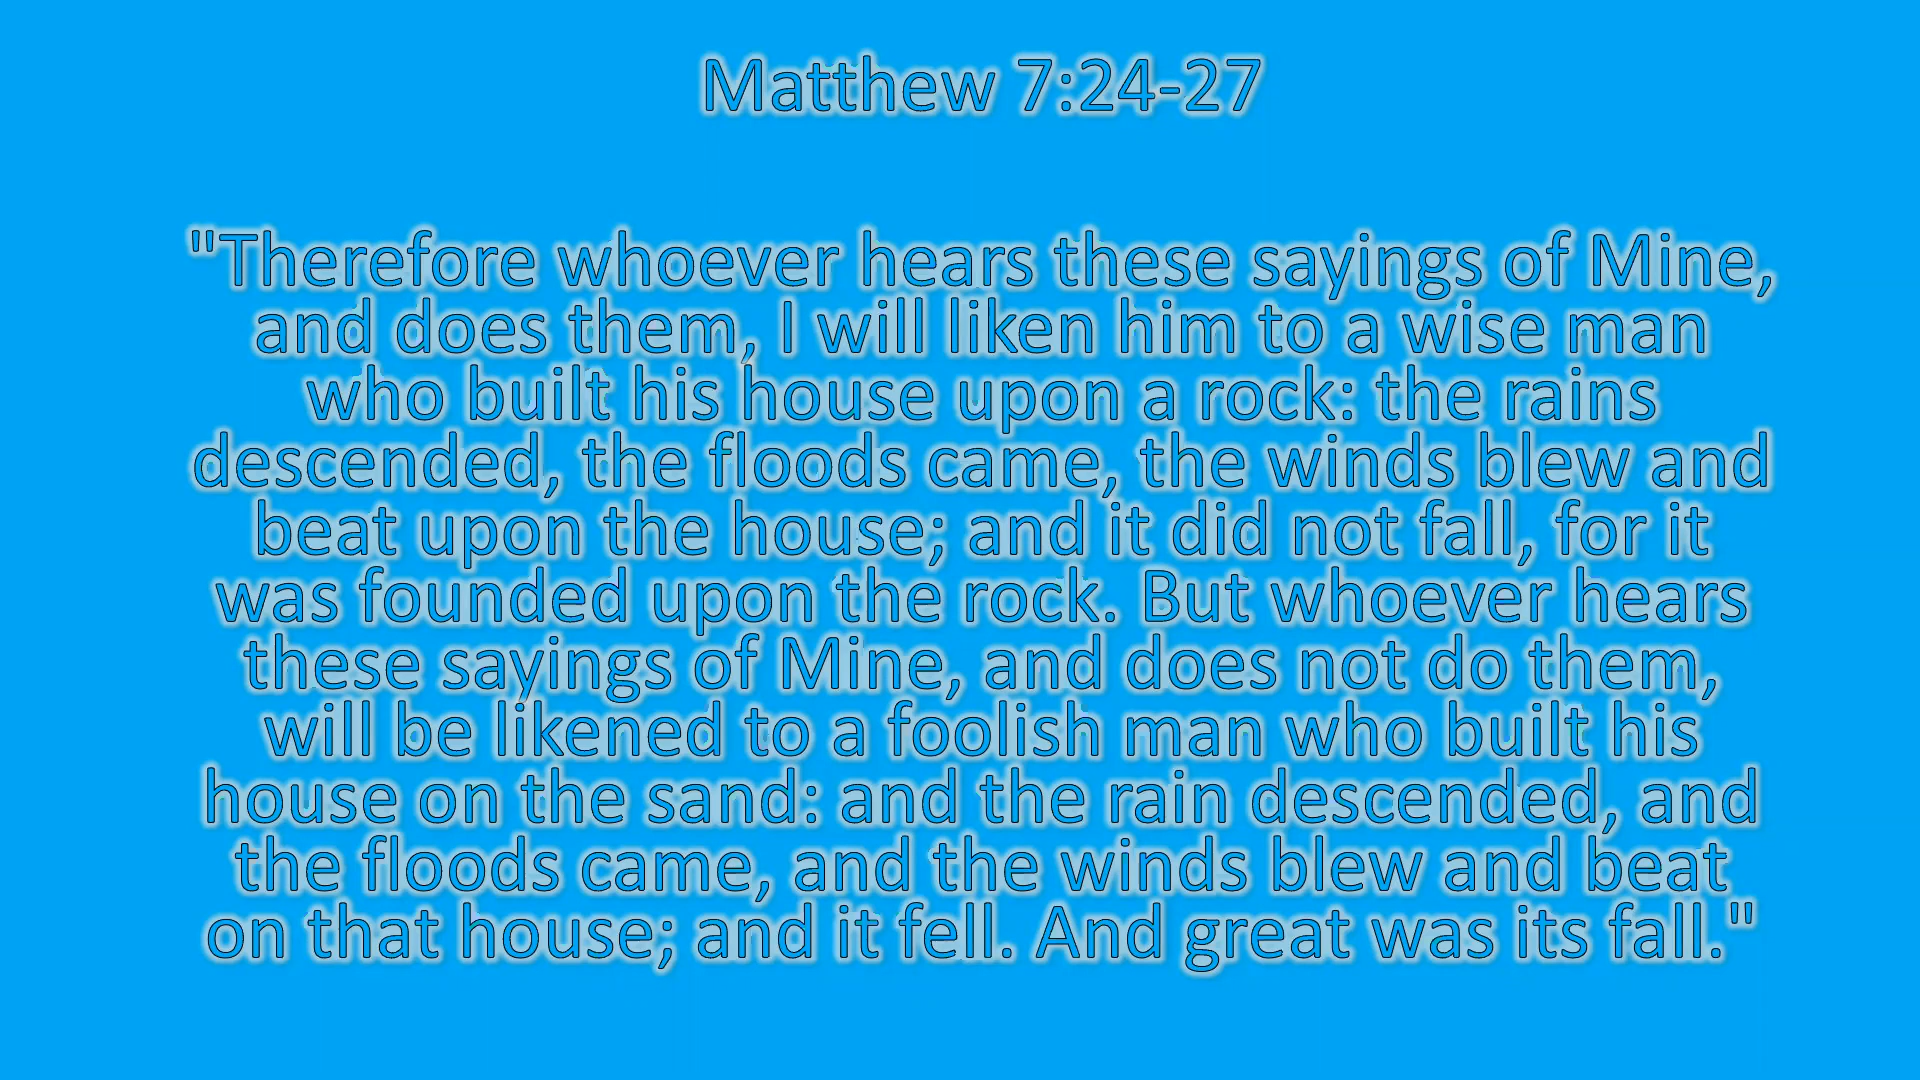 Matthew 7:24-27
"Therefore whoever hears these sayings of Mine,
and does them, I will liken him to a wise man
who built his house upon a rock: the rains
descended, the floods came, the winds blew and
beat upon the house; and it did not fall, for it
was founded upon the rock. But whoever hears
these sayings of Mine, and does not do them,
will be likened to a foolish man who built his
house on the sand: and the rain descended, and
the floods came, and the winds blew and beat
on that house; and it fell. And great was its fall."